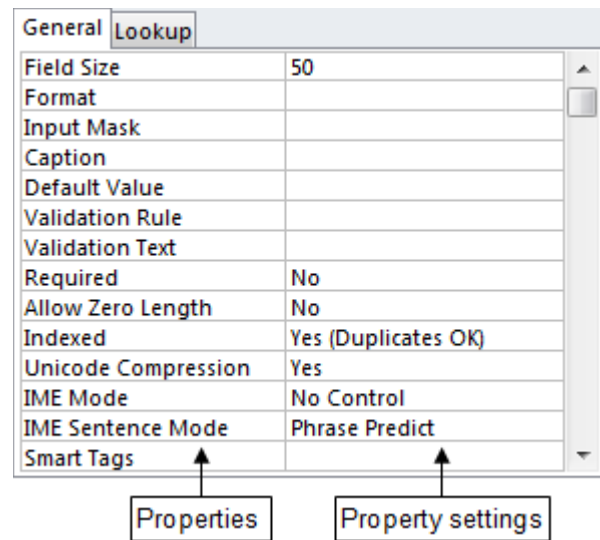 General Lookup
Field Size 50
Format
Input Mask
Caption
Default Value
Validation Rule
Validation Text
Required No
Allow Zero Length No
Indexed Yes (Duplicates OK)
Unicode Compression Yes
IME Mode No Control
IME Sentence Mode Phrase Predict
Smart Tags
Properties Property settings